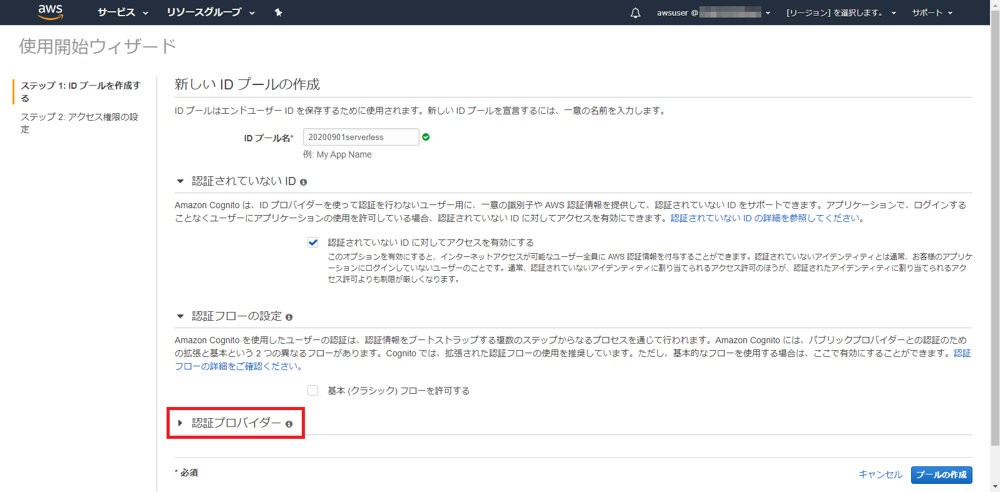 aws サービス リソースグループ awsuser @ [リージョン] を選択します。 サポート
使用開始ウィザード
ステップ 1: ID プールを作成す
る
ステップ 2: アクセス権限の設
定
新しい ID プールの作成
ID プールはエンドユーザー ID を保存するために使用されます。新しい ID プールを宣言するには、一意の名前を入力します。
ID プール名* 20200901serverless
例: My App Name
認証されていない ID
Amazon Cognito は、ID プロバイダーを使って認証を行わないユーザー用に、一意の識別子や AWS 認証情報を提供して、認証されていない ID をサポートできます。アプリケーションで、ログインする
ことなくユーザーにアプリケーションの使用を許可している場合、認証されていない ID に対してアクセスを有効にできます。認証されていない ID の詳細を参照してください。
認証されていない ID に対してアクセスを有効にする
このオプションを有効にすると、インターネットアクセスが可能なユーザー全員に AWS 認証情報を付与することができます。認証されていないアイデンティティとは通常、お客様のアプリケ
ーションにログインしていないユーザーのことです。通常、認証されていないアイデンティティに割り当てられるアクセス許可のほうが、認証されたアイデンティティに割り当てられるアク
セス許可よりも制限が厳しくなります。
認証フローの設定
Amazon Cognito を使用したユーザーの認証は、認証情報をブートストラップする複数のステップからなるプロセスを通じて行われます。Amazon Cognito には、パブリックプロバイダーとの認証のため
の拡張と基本という 2 つの異なるフローがあります。Cognito では、拡張された認証フローの使用を推奨しています。ただし、基本的なフローを使用する場合は、ここで有効にすることができます。認証
フローの詳細をご確認ください。
基本 (クラシック) フローを許可する
認証プロバイダー
* 必須
キャンセル プールの作成